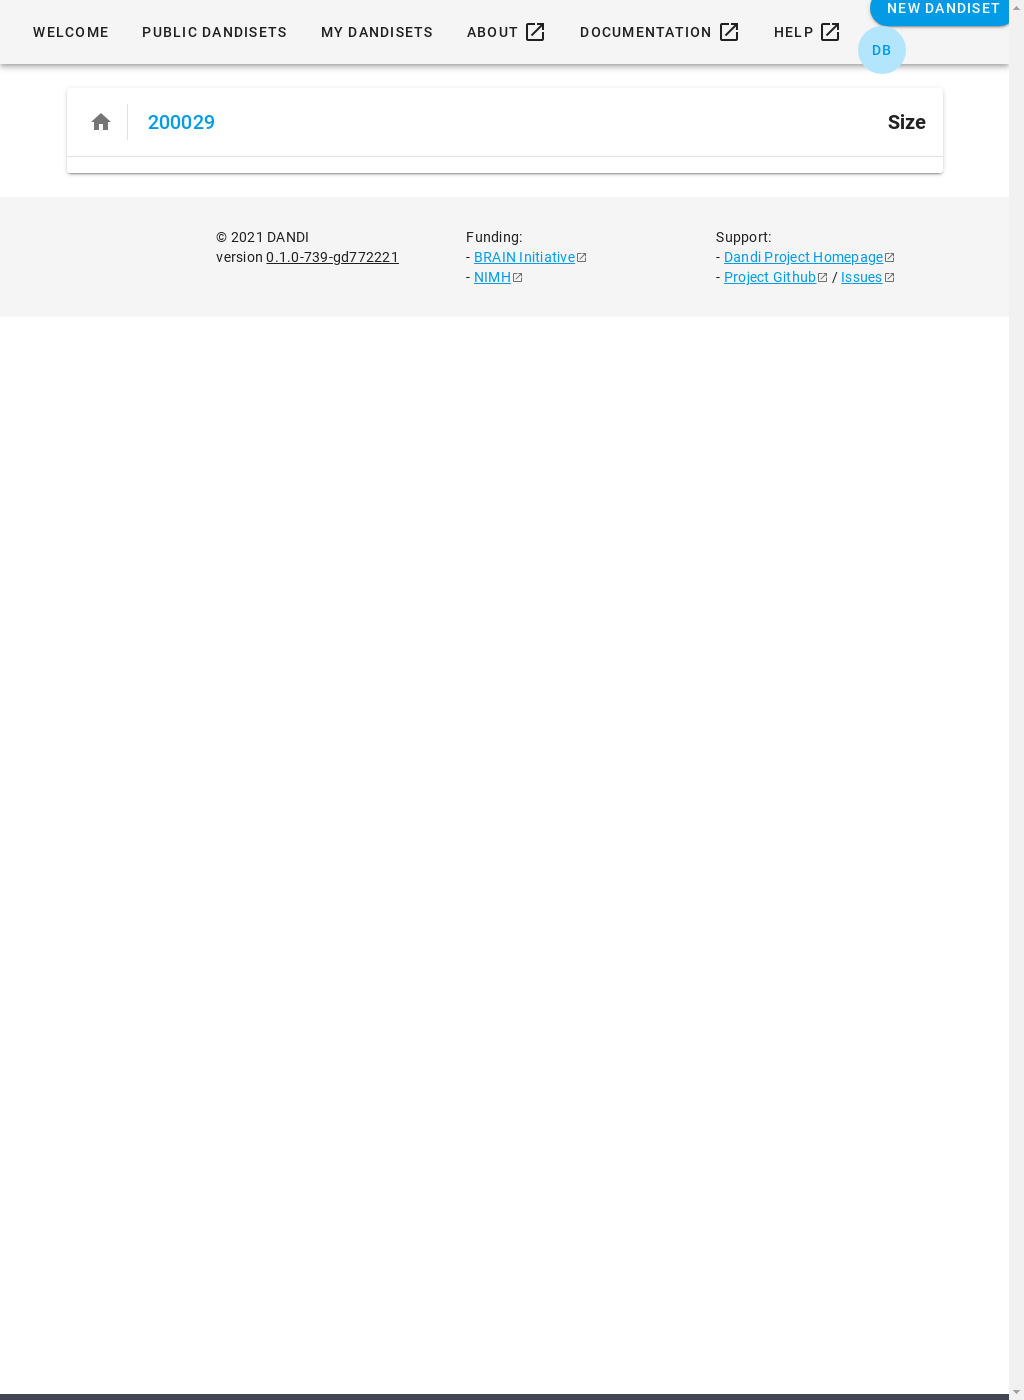 NEW DANDISET
WELCOME PUBLIC DANDISETS MY DANDISETS ABOUT DOCUMENTATION HELP
DB
200029 Size
© 2021 DANDI
version 0.1.0-739-gd772221
Funding:
- BRAIN Initiative
- NIMH
Support:
- Dandi Project Homepage
- Project Github / Issues